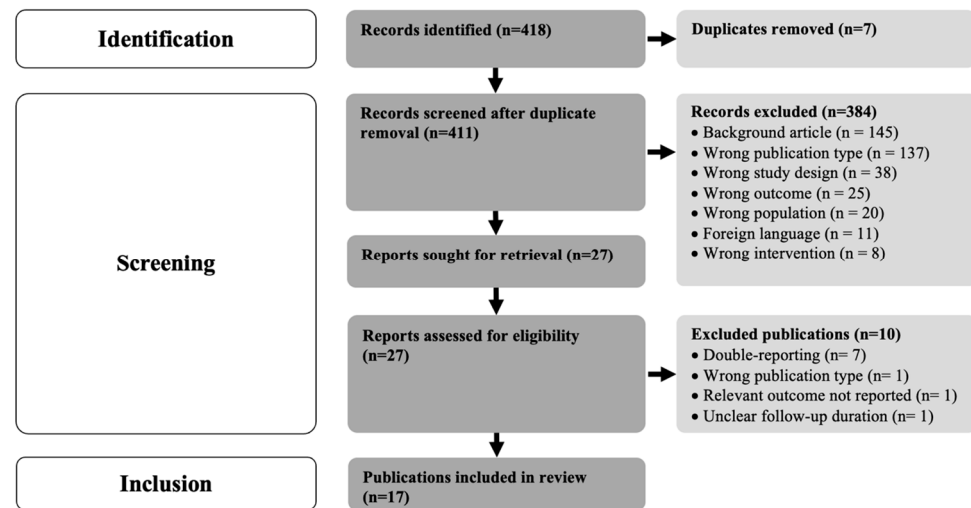 Identification
Records identified (n=418)
Duplicates removed (n=7)
Screening
Records screened after duplicate
removal (n=411)
Records excluded (n=384)
• Background article (n = 145)
• Wrong publication type (n = 137)
• Wrong study design (n = 38)
• Wrong outcome (n = 25)
• Wrong population (n = 20)
• Foreign language (n = 11)
• Wrong intervention (n = 8)
Reports sought for retrieval (n=27)
Reports assessed for eligibility
(n=27)
Excluded publications (n=10)
• Double-reporting (n= 7)
• Wrong publication type (n= 1)
• Relevant outcome not reported (n= 1)
• Unclear follow-up duration (n= 1)
Inclusion
Publications included in review
(n=17)